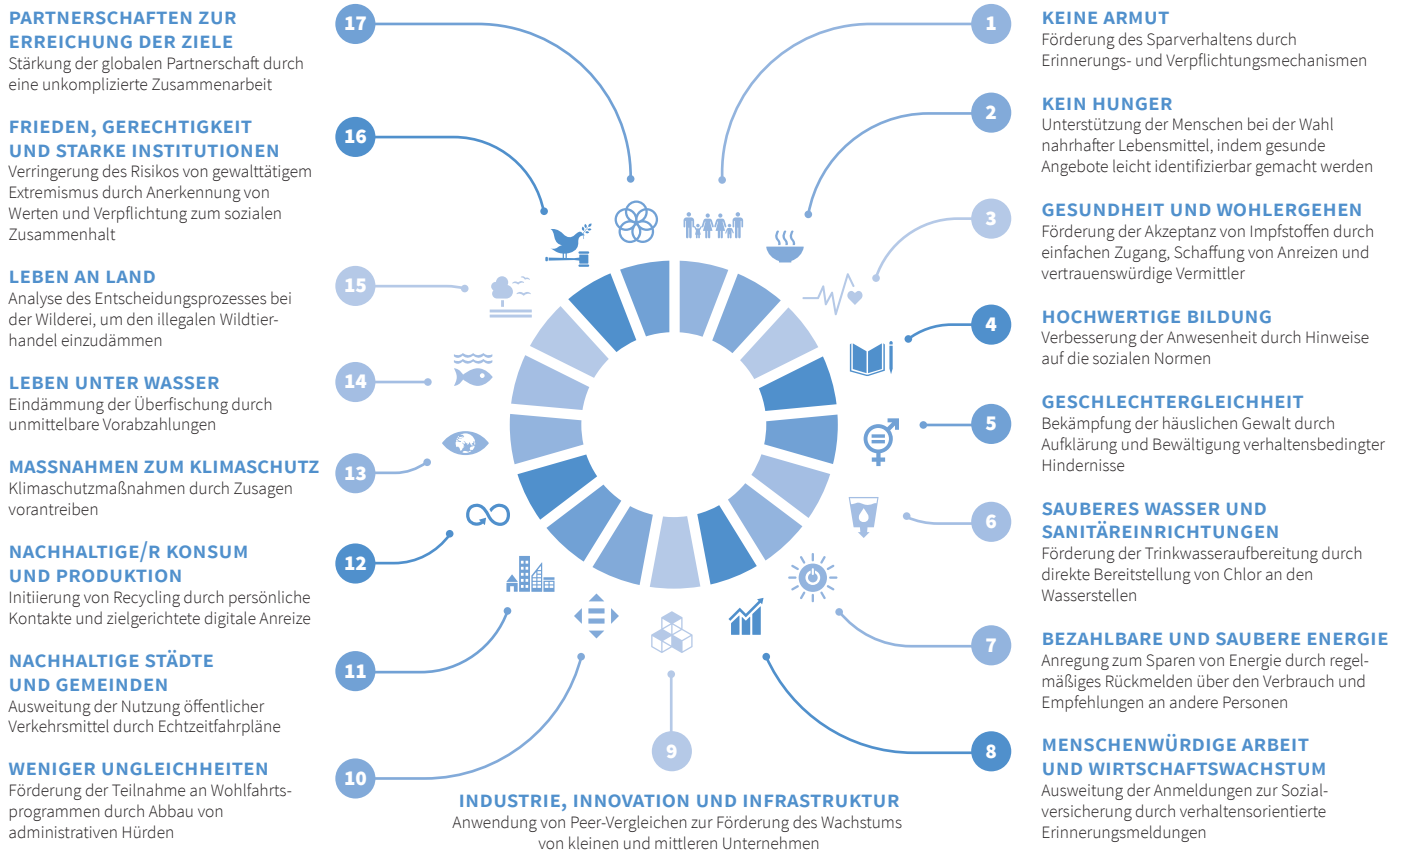 1
KEINE ARMUT
Förderung des Sparverhaltens durch
Erinnerungs- und Verpflichtungsmechanismen
2
KEIN HUNGER
Unterstützung der Menschen bei der Wahl
nahrhafter Lebensmittel, indem gesunde
Angebote leicht identifizierbar gemacht werden
3
GESUNDHEIT UND WOHLERGEHEN
Förderung der Akzeptanz von Impfstoffen durch
einfachen Zugang, Schaffung von Anreizen und
vertrauenswürdige Vermittler
4
HOCHWERTIGE BILDUNG
Verbesserung der Anwesenheit durch Hinweise
auf die sozialen Normen
5
GESCHLECHTERGLEICHHEIT
Bekämpfung der häuslichen Gewalt durch
Aufklärung und Bewältigung verhaltensbedingter
Hindernisse
6
SAUBERES WASSER UND
SANITÄREINRICHTUNGEN
Förderung der Trinkwasseraufbereitung durch
direkte Bereitstellung von Chlor an den
Wasserstellen
7
BEZAHLBARE UND SAUBERE ENERGIE
Anregung zum Sparen von Energie durch regel-
mäßiges Rückmelden über den Verbrauch und
Empfehlungen an andere Personen
8
MENSCHENWÜRDIGE ARBEIT
UND WIRTSCHAFTSWACHSTUM
Ausweitung der Anmeldungen zur Sozial-
versicherung durch verhaltensorientierte
Erinnerungsmeldungen
9
INDUSTRIE, INNOVATION UND INFRASTRUKTUR
Anwendung von Peer-Vergleichen zur Förderung des Wachstums
von kleinen und mittleren Unternehmen
10
WENIGER UNGLEICHHEITEN
Förderung der Teilnahme an Wohlfahrts-
programmen durch Abbau von
administrativen Hürden
11
NACHHALTIGE STÄDTE
UND GEMEINDEN
Ausweitung der Nutzung öffentlicher
Verkehrsmittel durch Echtzeitfahrpläne
12
NACHHALTIGE/R KONSUM
UND PRODUKTION
Initiierung von Recycling durch persönliche
Kontakte und zielgerichtete digitale Anreize
13
MASSNAHMEN ZUM KLIMASCHUTZ
Klimaschutzmaßnahmen durch Zusagen
vorantreiben
14
LEBEN UNTER WASSER
Eindämmung der Überfischung durch
unmittelbare Vorabzahlungen
15
LEBEN AN LAND
Analyse des Entscheidungsprozesses bei
der Wilderei, um den illegalen Wildtier-
handel einzudämmen
16
FRIEDEN, GERECHTIGKEIT
UND STARKE INSTITUTIONEN
Verringerung des Risikos von gewalttätigem
Extremismus durch Anerkennung von
Werten und Verpflichtung zum sozialen
Zusammenhalt
17
PARTNERSCHAFTEN ZUR
ERREICHUNG DER ZIELE
Stärkung der globalen Partnerschaft durch
eine unkomplizierte Zusammenarbeit